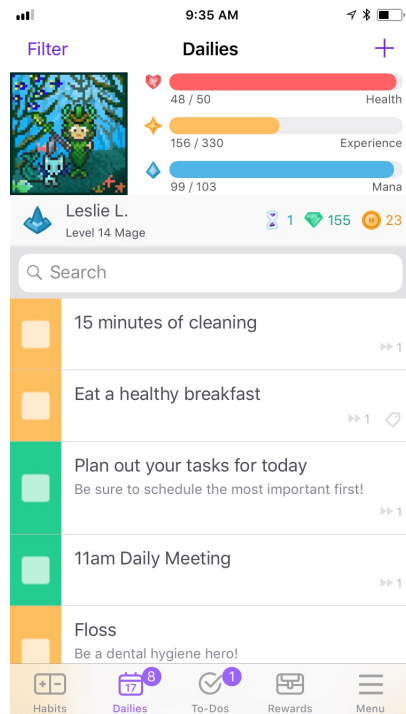 9:35 AM
Filter
Dailies
48 / 50
Health
156 / 330
Experience
99 / 103
Mana
Leslie L.
Level 14 Mage
1
155
23
Search
15 minutes of cleaning
1
Eat a healthy breakfast
1
Plan out your tasks for today
Be sure to schedule the most important first!
1
11am Daily Meeting
1
Floss
Be a dental hygiene hero!
8
1
17
Habits
Dailies
To-Dos
Rewards
Menu